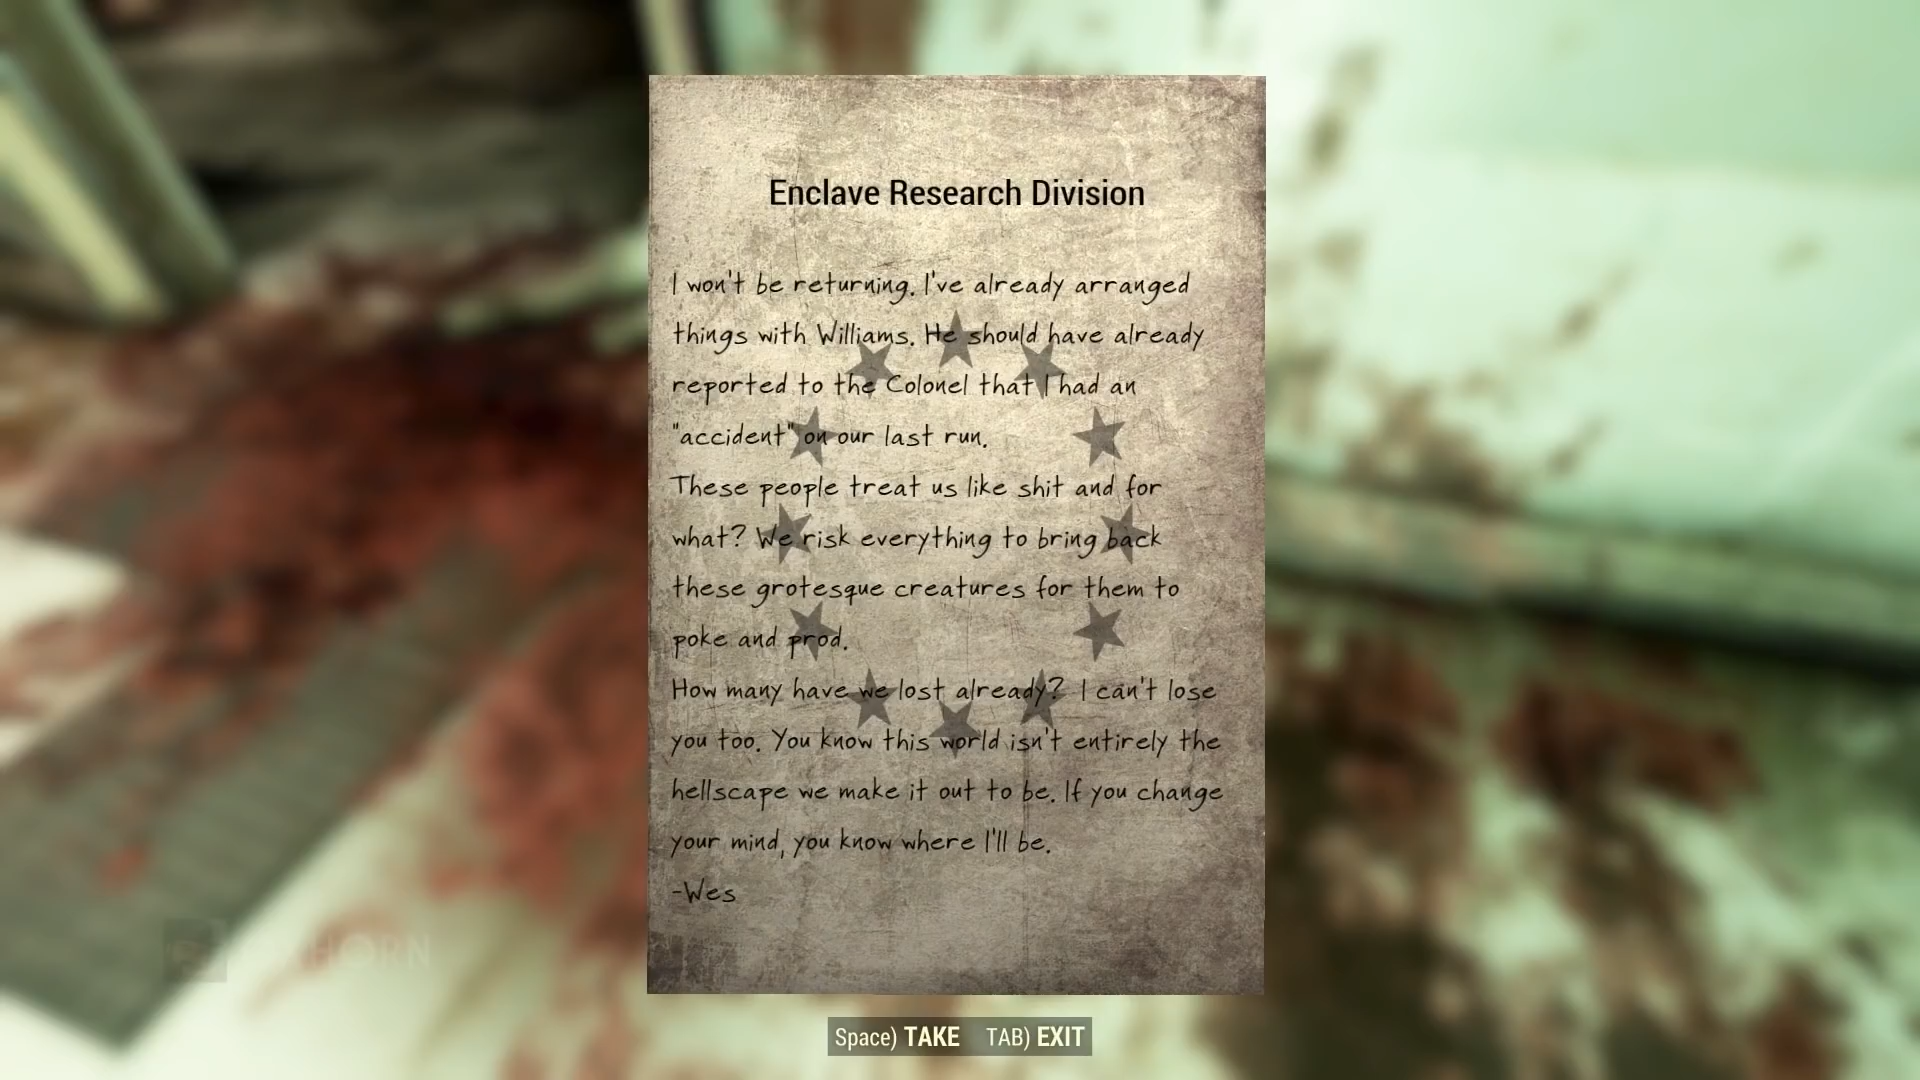 Enclave Research Division
I won't be returning. I've already arranged
things with Williams. He should have already
reported to the Colonel that I had an
"accident" on our last run.
These people treat us like shit and for
what? We risk everything to bring back
these grotesque creatures for them to
poke and prod.
How many have we lost already? I can't lose
you too. You know this world isn't entirely the
hellscape we make it out to be. If you change
your mind, you know where I'll be.
-Wes
Space) TAKE TAB) EXIT